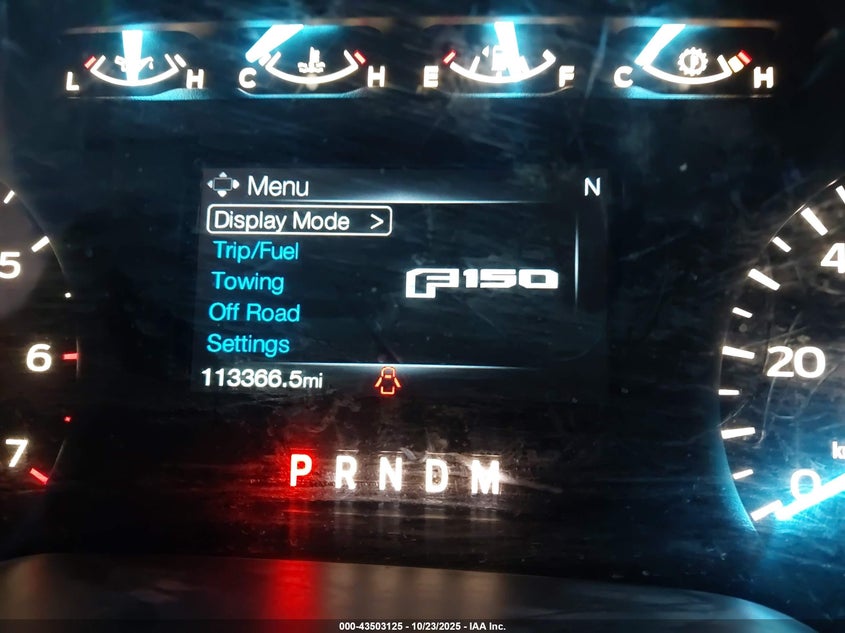 L H C H E F C H
Menu N
Display Mode >
Trip/Fuel
Towing
F150
Off Road
Settings
113366.5mi
5
6
7
4
20
0
P R N D M
000-43503125 - 10/23/2025 - IAA Inc.